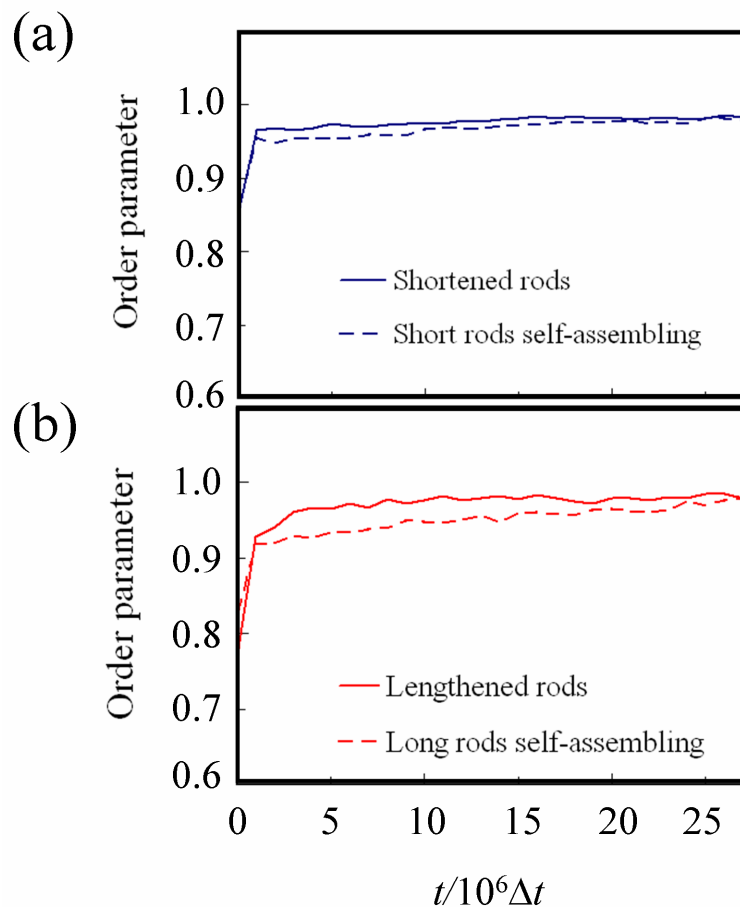 (a)
Order parameter
1.0
0.9
0.8
0.7
0.6
Shortened rods
Short rods self-assembling
(b)
Order parameter
1.0
0.9
0.8
0.7
0.6
Lengthened rods
Long rods self-assembling
0 5 10 15 20 25
t/10⁶Δt